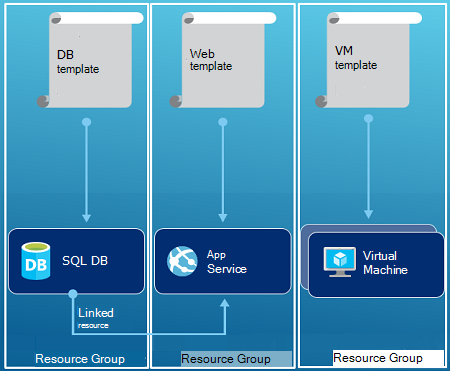 DB
template
Web
template
VM
template
DB
SQL DB
App
Service
Virtual
Machine
Linked
resource
Resource Group
Resource Group
Resource Group